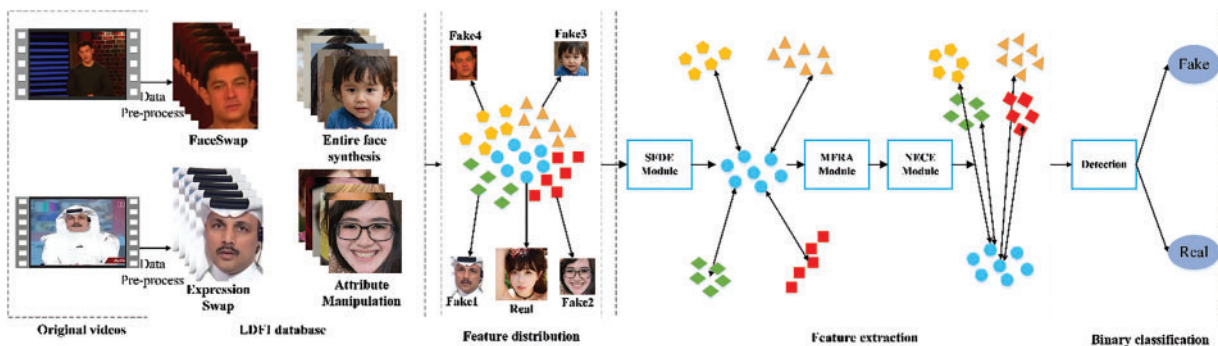 Fake4
Fake3
Data
Pre-process
FaceSwap
Entire face
synthesis
SFDE
Module
MFRA
Module
NECE
Module
Detection
Fake
Real
Data
Pre-process
Expression
Swap
Attribute
Manipulation
Fake1
Real
Fake2
Original videos
LDFI database
Feature distribution
Feature extraction
Binary classification